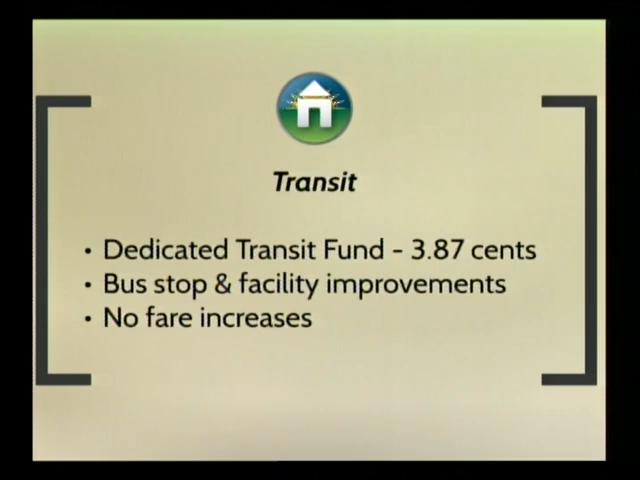 Transit
• Dedicated Transit Fund - 3.87 cents
• Bus stop & facility improvements
• No fare increases